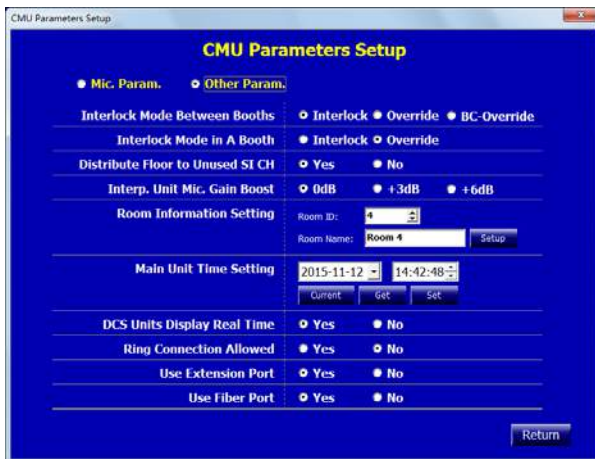 CMU Parameters Setup
CMU Parameters Setup
Mic. Param. Other Param.
Interlock Mode Between Booths Interlock Override BC-Override
Interlock Mode in A Booth Interlock Override
Distribute Floor to Unused SI CH Yes No
Interp. Unit Mic. Gain Boost 0dB +3dB +6dB
Room Information Setting Room ID: 4
Room Name: Room 4 Setup
Main Unit Time Setting 2015-11-12 14:42:48
Current Get Set
DCS Units Display Real Time Yes No
Ring Connection Allowed Yes No
Use Extension Port Yes No
Use Fiber Port Yes No
Return